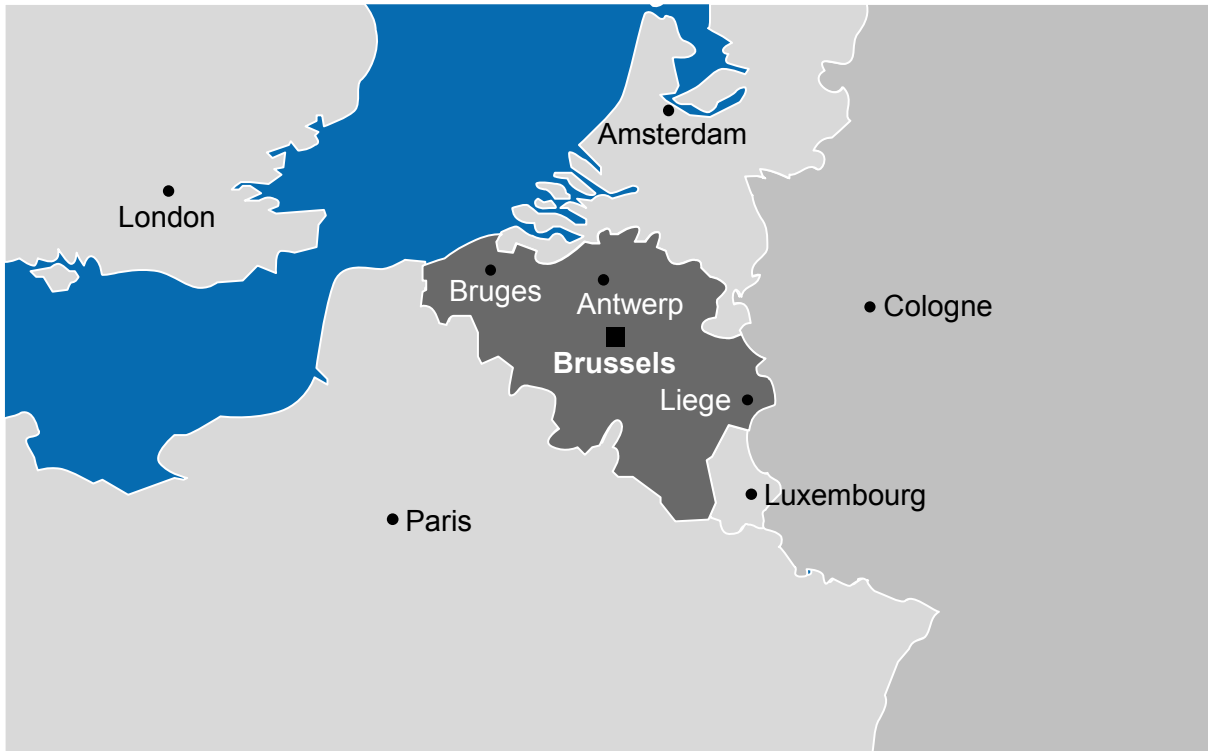 Amsterdam
London
Bruges
Antwerp
Cologne
Brussels
Liege
Luxembourg
Paris